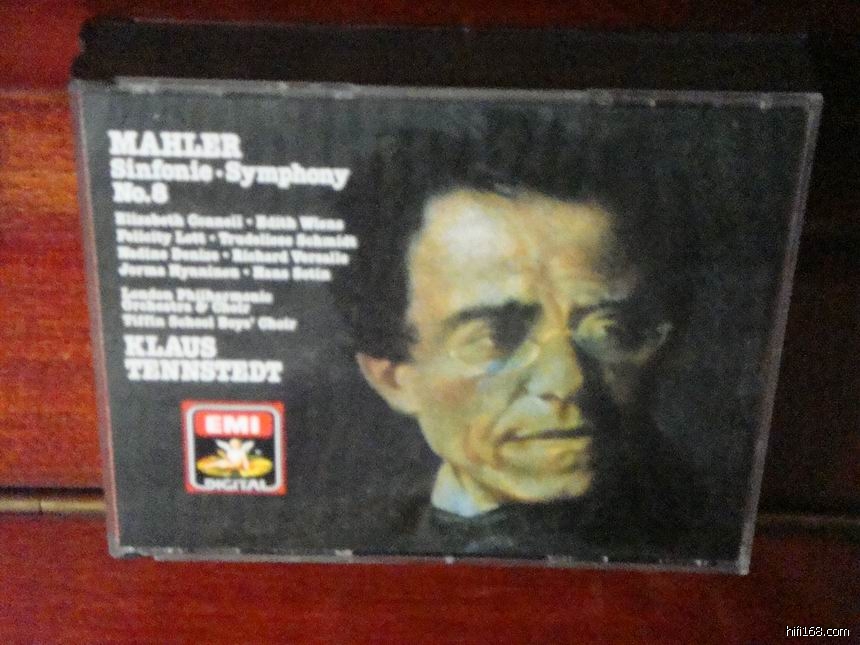 MAHLER
Sinfonie · Symphony
No. 8
Elizabeth Connell · Edith Wiens
Felicity Lott · Trudeliese Schmidt
Nadine Denize · Richard Versalle
Jorma Hynninen · Hans Sotin
London Philharmonic
Orchestra & Choir
Tiffin School Boys' Choir
KLAUS
TENNSTEDT
EMI
DIGITAL
hifi168.com